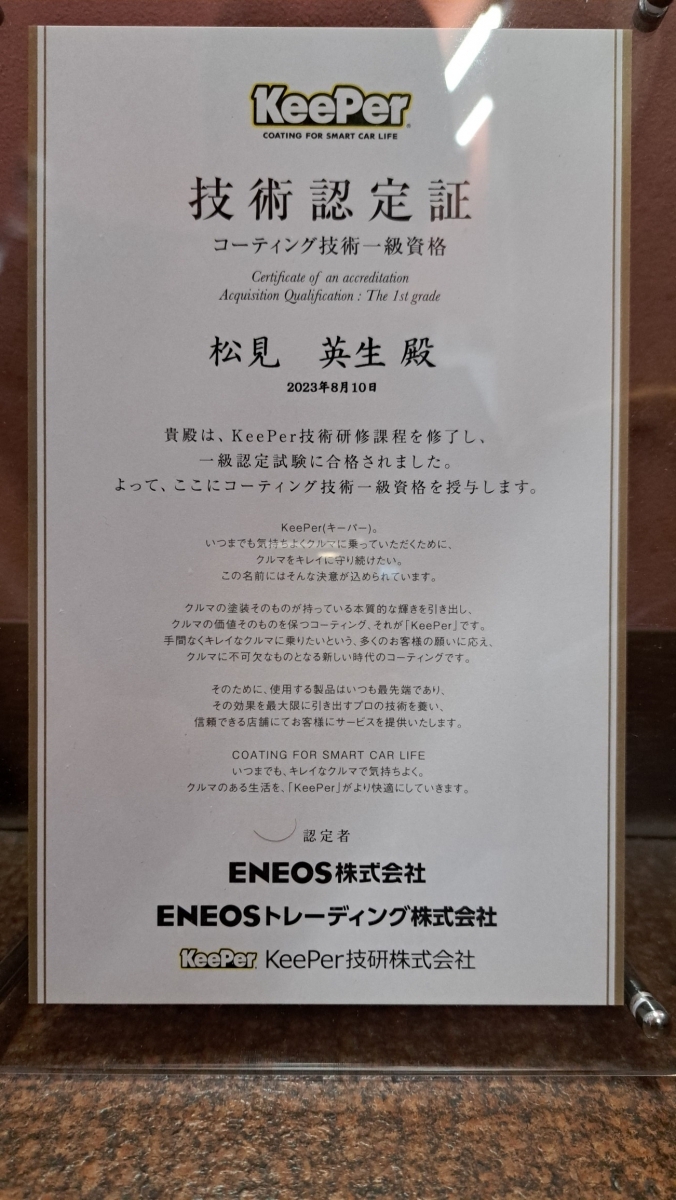 KeePer
COATING FOR SMART CAR LIFE
技術認定証
コーティング技術一級資格
Certificate of an accreditation
Acquisition Qualification : The 1st grade
松見 英生 殿
2023年8月10日
貴殿は、KeePer技術研修課程を修了し、
一級認定試験に合格されました。
よって、ここにコーティング技術一級資格を授与します。
KeePer(キーパー)。
いつまでも気持ちよくクルマに乗っていただくために、
クルマをキレイに守り続けたい。
この名前にはそんな決意が込められています。
クルマの塗装そのものが持っている本質的な輝きを引き出し、
クルマの価値そのものを保つコーティング、それが「KeePer」です。
手間なくキレイなクルマに乗りたいという、多くのお客様の願いに応え、
クルマに不可欠なものとなる新しい時代のコーティングです。
そのために、使用する製品はいつも最先端であり、
その効果を最大限に引き出すプロの技術を養い、
信頼できる店舗にてお客様にサービスを提供いたします。
COATING FOR SMART CAR LIFE
いつまでも、キレイなクルマで気持ちよく。
クルマのある生活を、「KeePer」がより快適にしていきます。
認定者
ENEOS株式会社
ENEOSトレーディング株式会社
KeePer KeePer技研株式会社